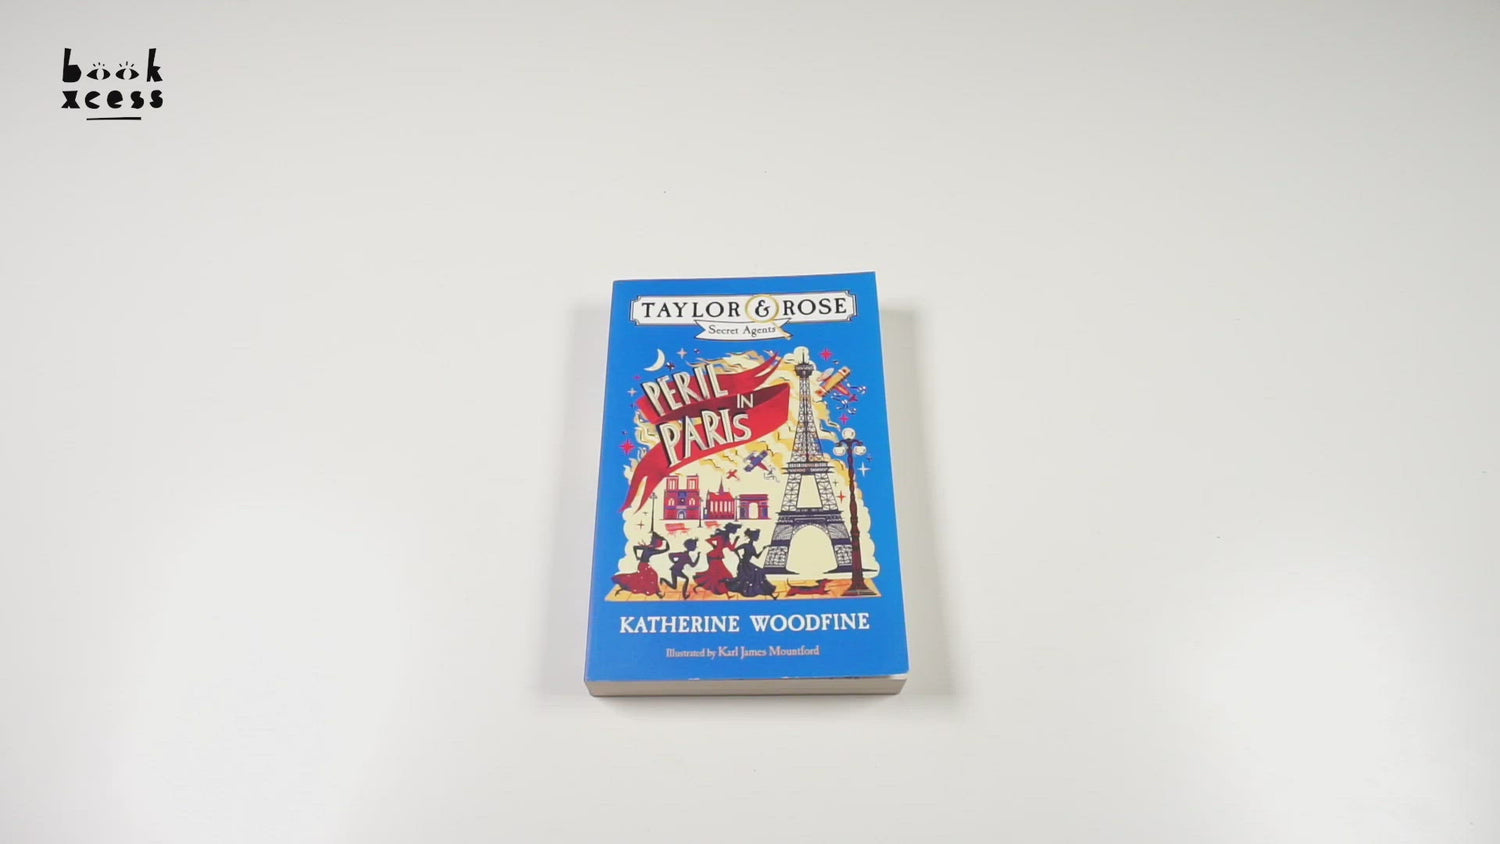 book
xcess
TAYLOR & ROSE
Secret Agents
PERIL
IN
PARIS
KATHERINE WOODFINE
Illustrated by Karl James Mountford